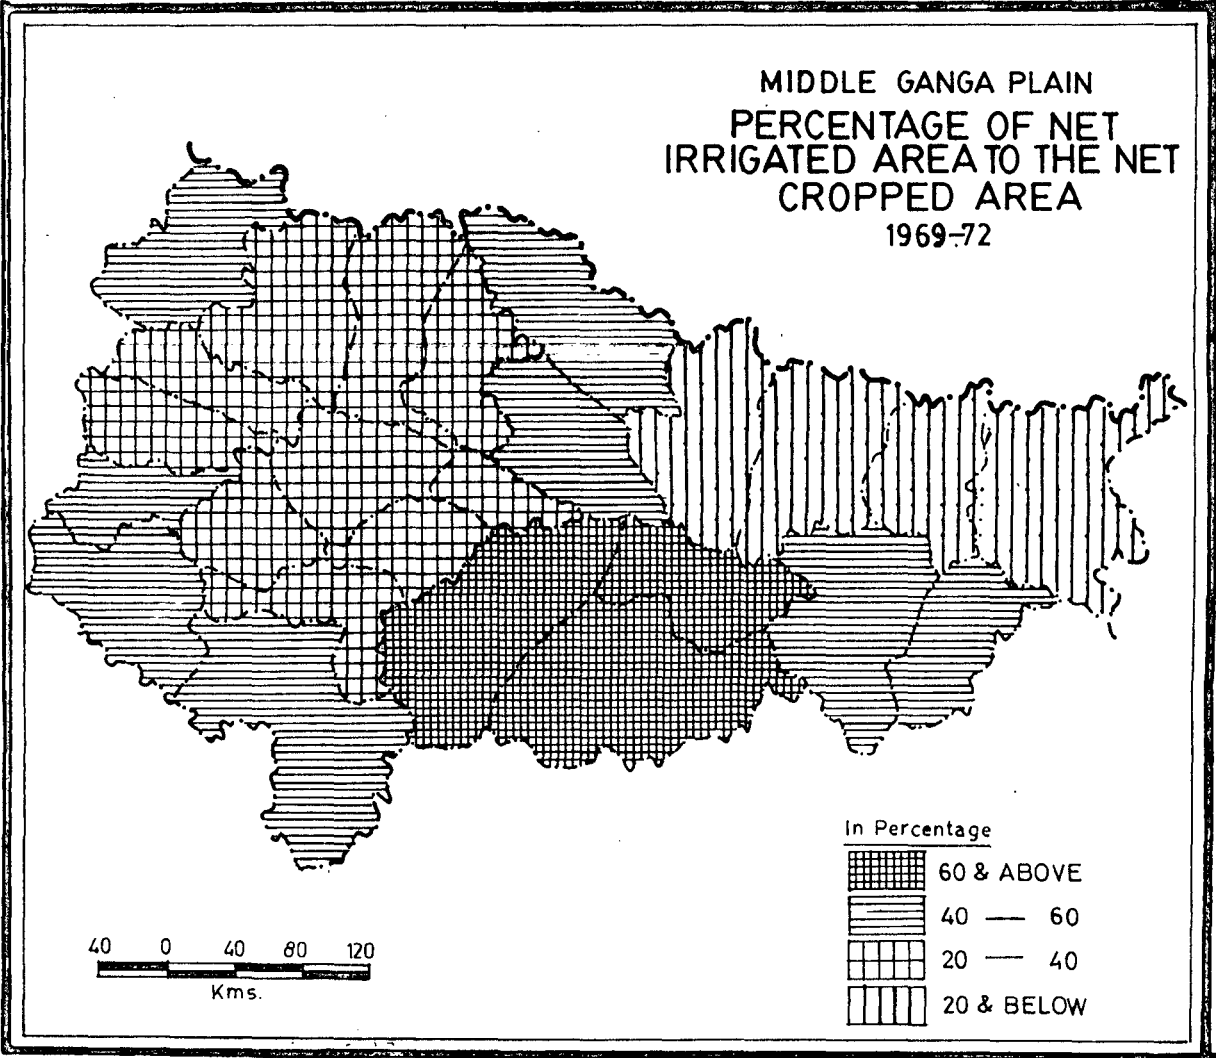 MIDDLE GANGA PLAIN
PERCENTAGE OF NET
IRRIGATED AREA TO THE NET
CROPPED AREA
1969-72
In Percentage
60 & ABOVE
40 — 60
20 — 40
20 & BELOW
40 0 40 80 120
Kms.